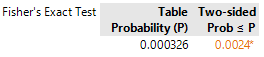 Fisher's Exact Test Table Two-sided
Probability (P) Prob ≤ P
0.000326 0.0024*